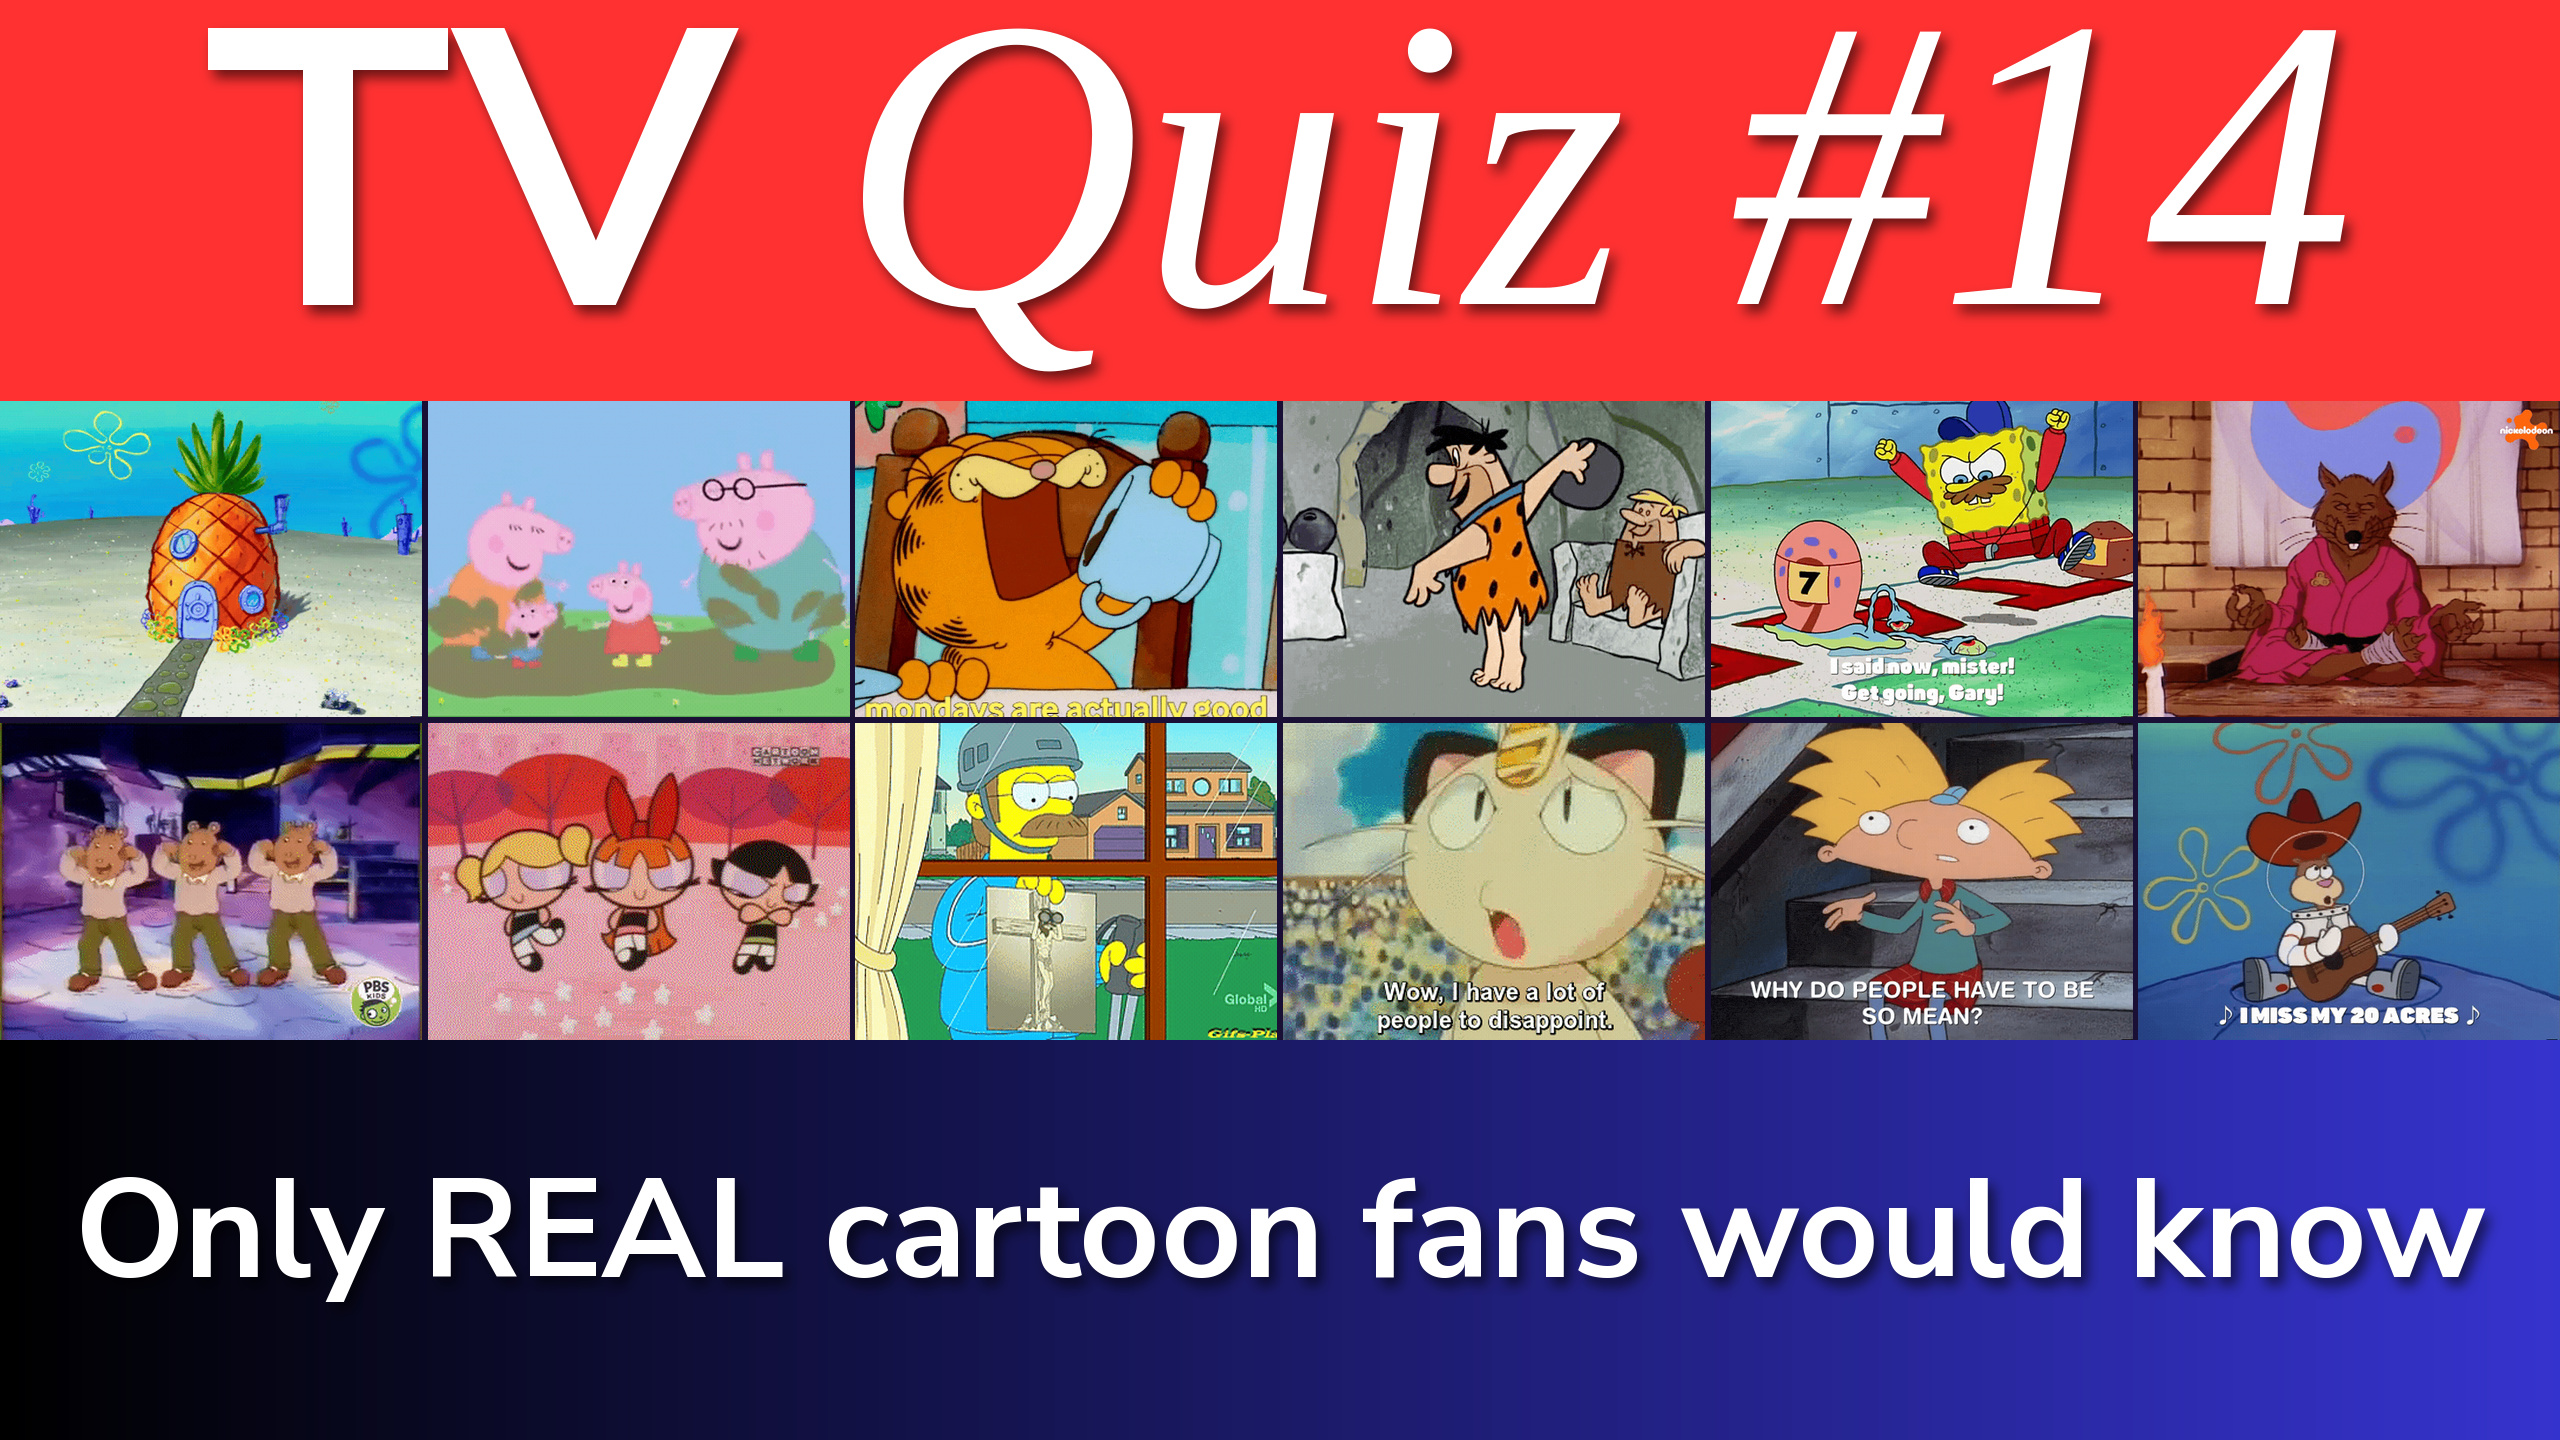 TV Quiz #14
nickelodeon
mondays are actually good
7
I said now, mister!
Get going, Gary!
CARTOON
NETWORK
PBS
KIDS
Global
HD
Wow, I have a lot of
people to disappoint.
WHY DO PEOPLE HAVE TO BE
SO MEAN?
♪ I MISS MY 20 ACRES ♪
Only REAL cartoon fans would know